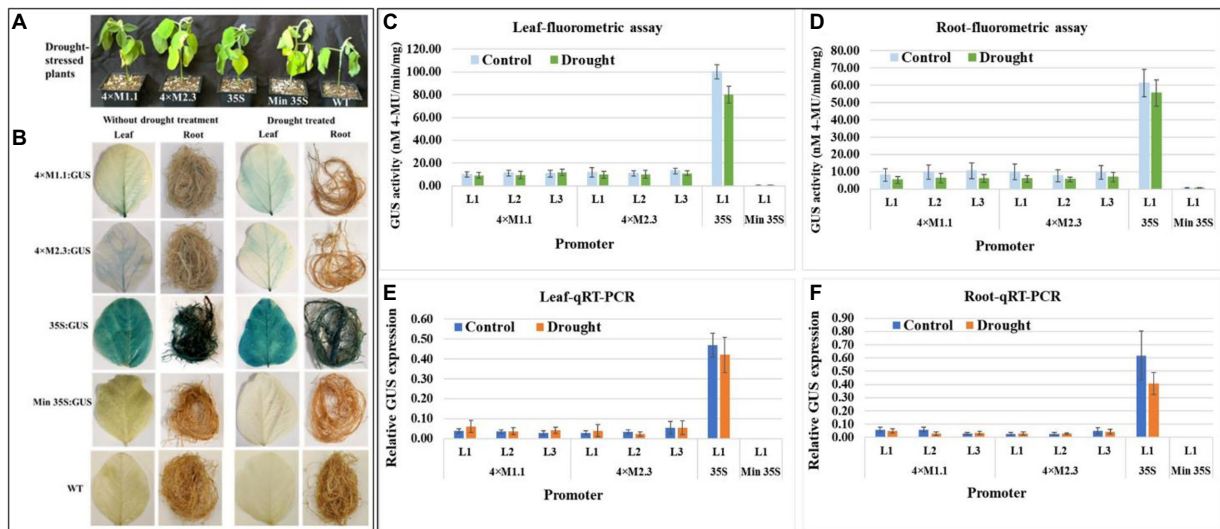 A
Drought-
stressed
plants
4×M1.1
4×M2.3
35S
Min 35S
WT
B
Without drought treatment
Drought treated
Leaf
Root
Leaf
Root
4×M1.1:GUS
4×M2.3:GUS
35S:GUS
Min 35S:GUS
WT
C
Leaf-fluorometric assay
Control
Drought
GUS activity (nM 4-MU/min/mg)
120.00
100.00
80.00
60.00
40.00
20.00
0.00
L1 L2 L3 L1 L2 L3 L1 L1
4×M1.1 4×M2.3 35S Min 35S
Promoter
D
Root-fluorometric assay
Control
Drought
GUS activity (nM 4-MU/min/mg)
80.00
70.00
60.00
50.00
40.00
30.00
20.00
10.00
0.00
L1 L2 L3 L1 L2 L3 L1 L1
4×M1.1 4×M2.3 35S Min 35S
Promoter
E
Leaf-qRT-PCR
Control
Drought
Relative GUS expression
0.60
0.50
0.40
0.30
0.20
0.10
0.00
L1 L2 L3 L1 L2 L3 L1 L1
4×M1.1 4×M2.3 35S Min 35S
Promoter
F
Root-qRT-PCR
Control
Drought
Relative GUS expression
0.90
0.80
0.70
0.60
0.50
0.40
0.30
0.20
0.10
0.00
L1 L2 L3 L1 L2 L3 L1 L1
4×M1.1 4×M2.3 35S Min 35S
Promoter